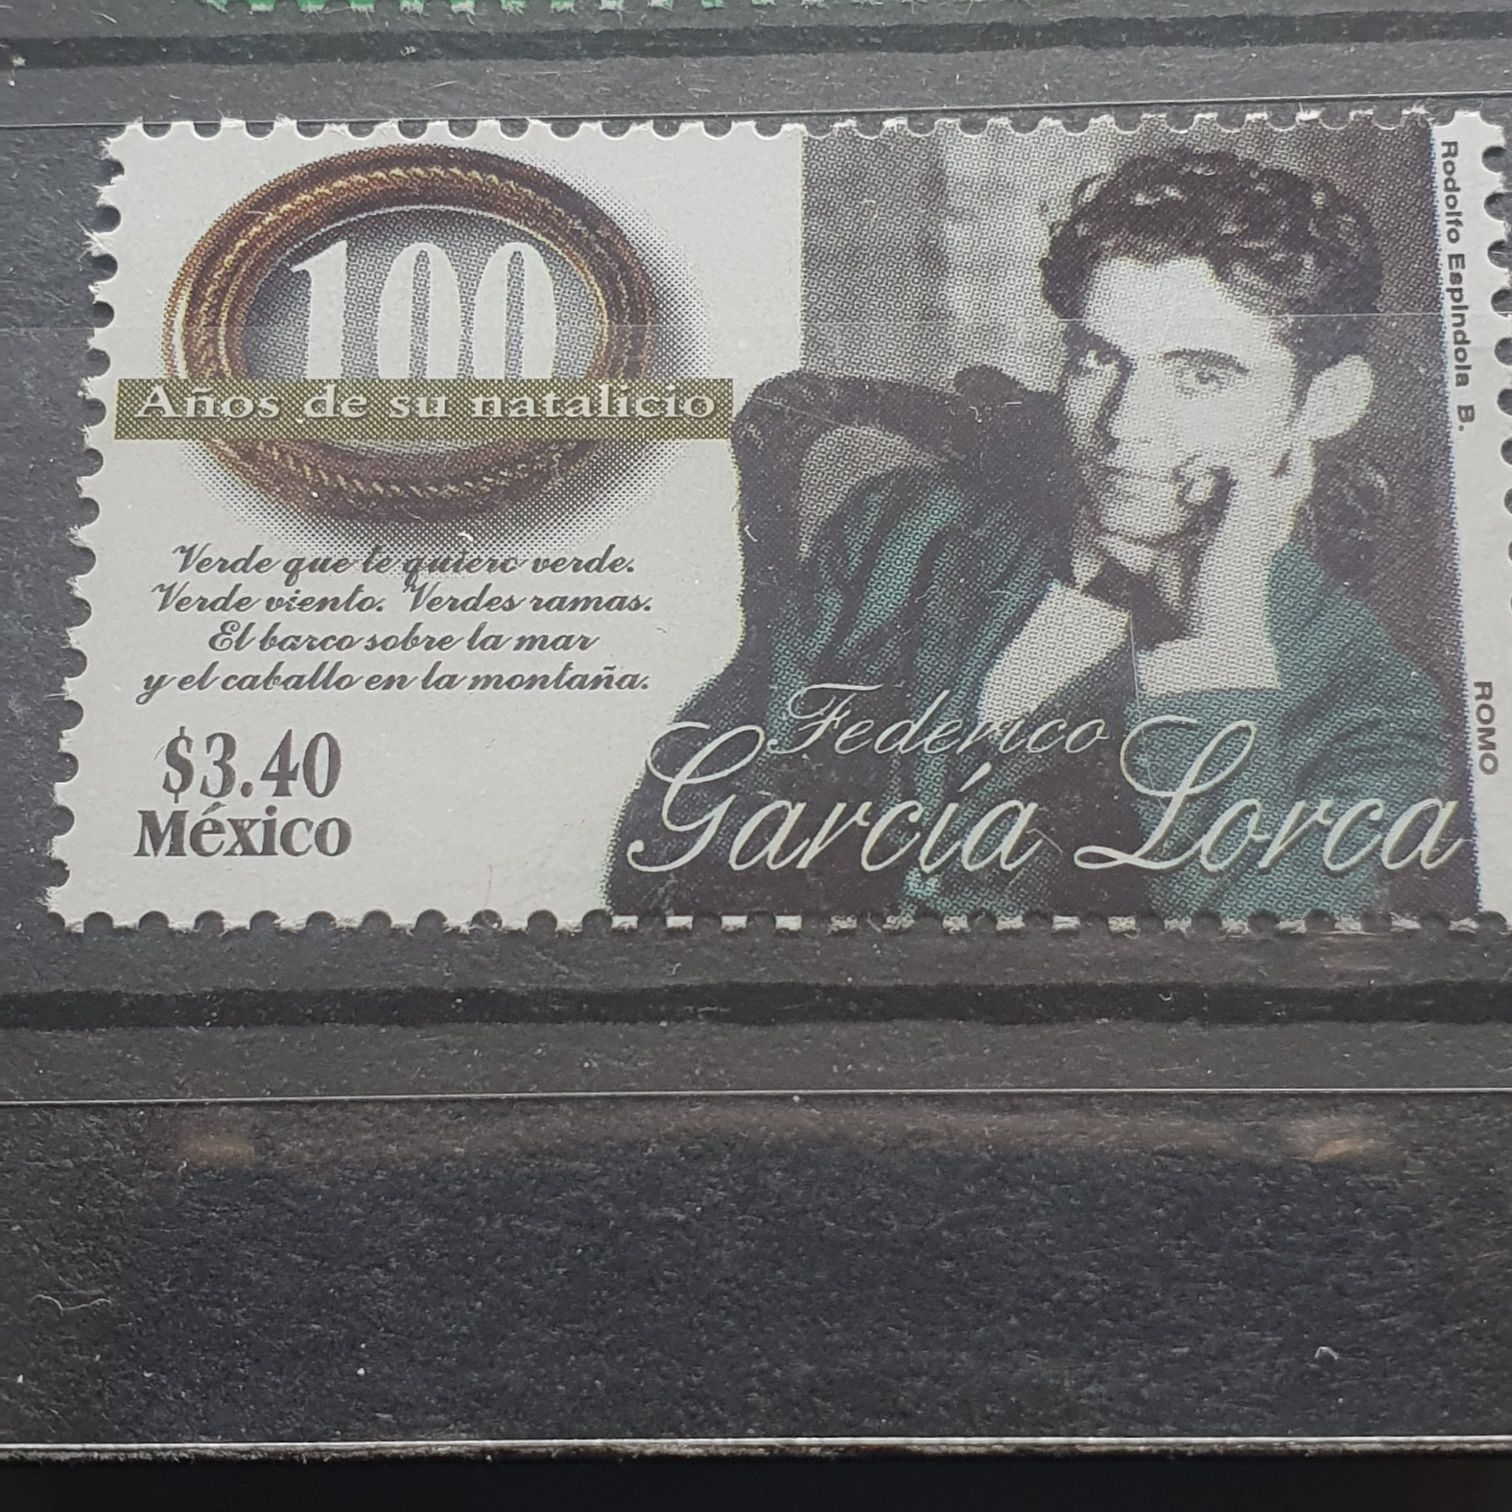 100
Años de su natalicio
Verde que te quiero verde.
Verde viento. Verdes ramas.
El barco sobre la mar
y el caballo en la montaña.
$3.40
México
Federico
García Lorca
Rodolfo Espíndola B.
ROMO